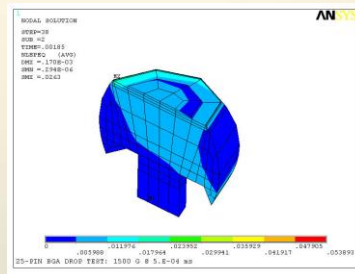 1
ANSYS
NODAL SOLUTION
STEP=38
SUB =2
TIME=.00185
NLEPEQ (AVG)
DMX =.170E-03
SMN =.294E-06
SMX =.0263
MX
0 .011976 .023952 .035929 .047905
.005988 .017964 .029941 .041917 .053893
25-PIN BGA DROP TEST: 1500 G @ 5.E-04 ms